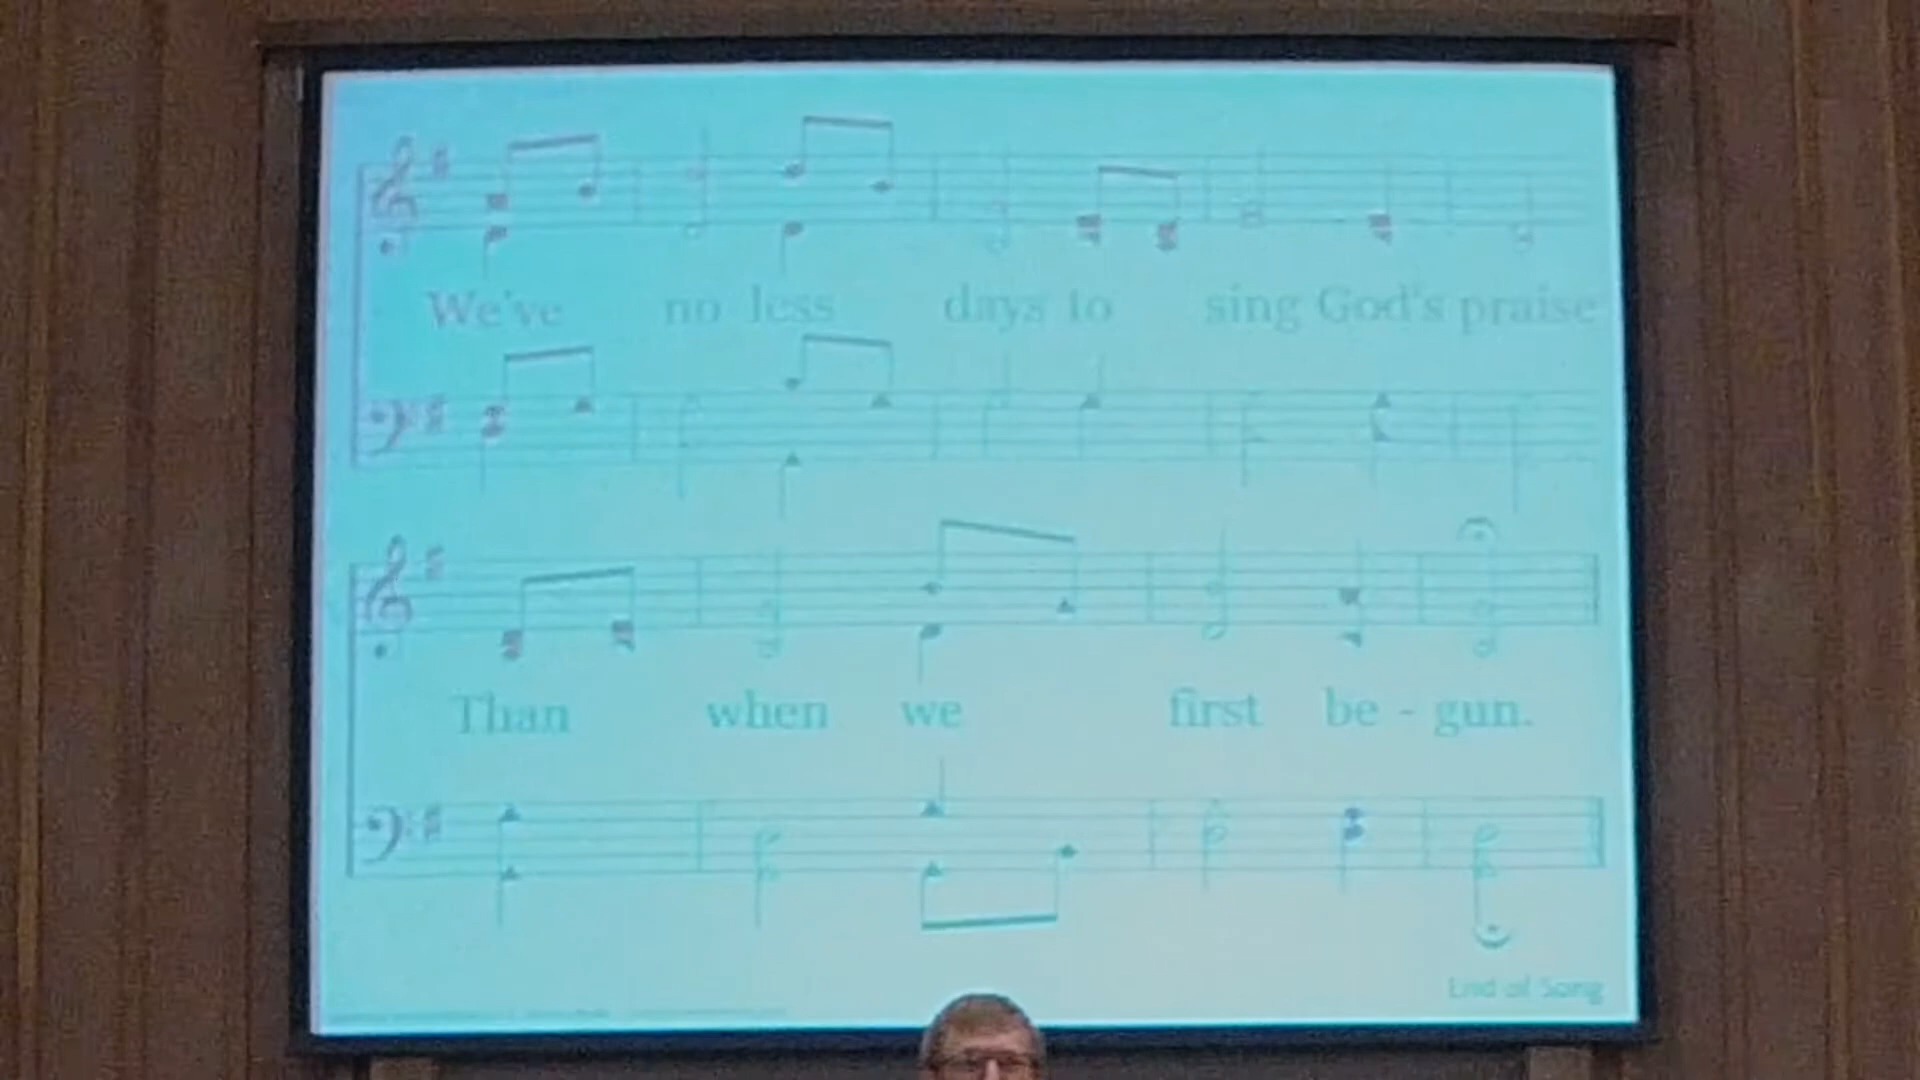 We've no less days to sing God's praise
Than when we first be - gun.
End of Song